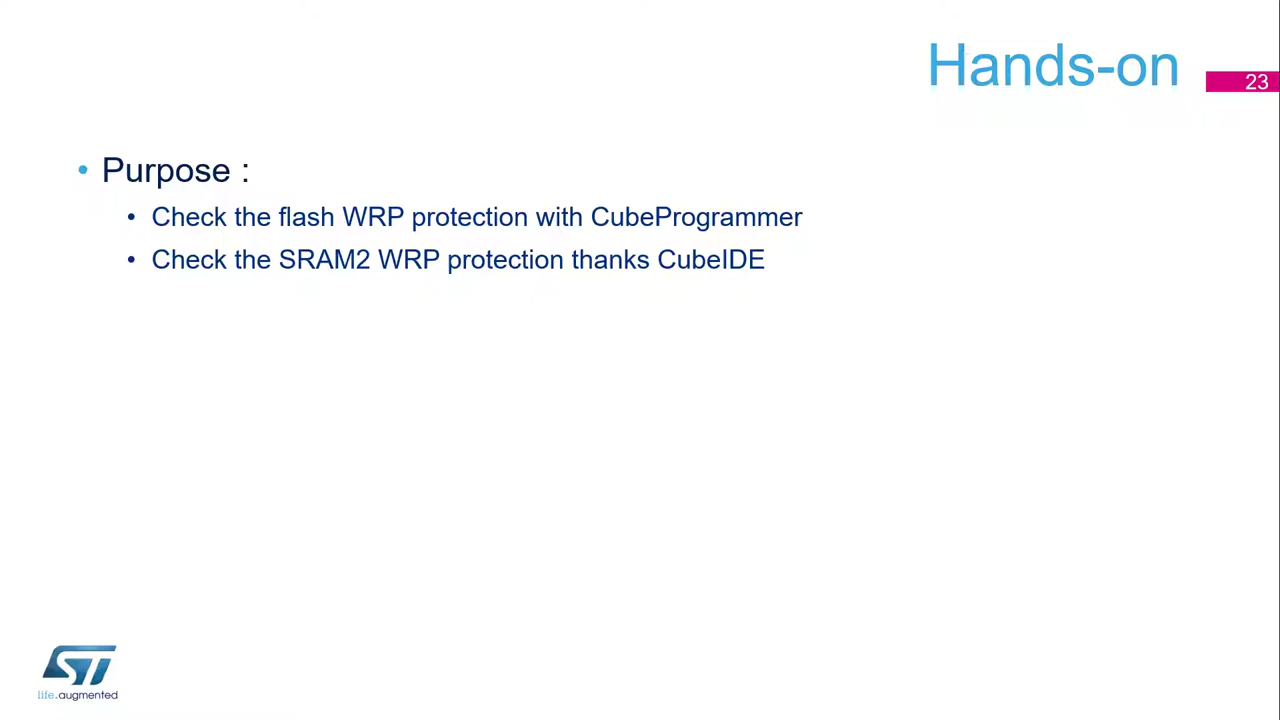 Hands-on
23
• Purpose :
• Check the flash WRP protection with CubeProgrammer
• Check the SRAM2 WRP protection thanks CubeIDE
ST
life.augmented